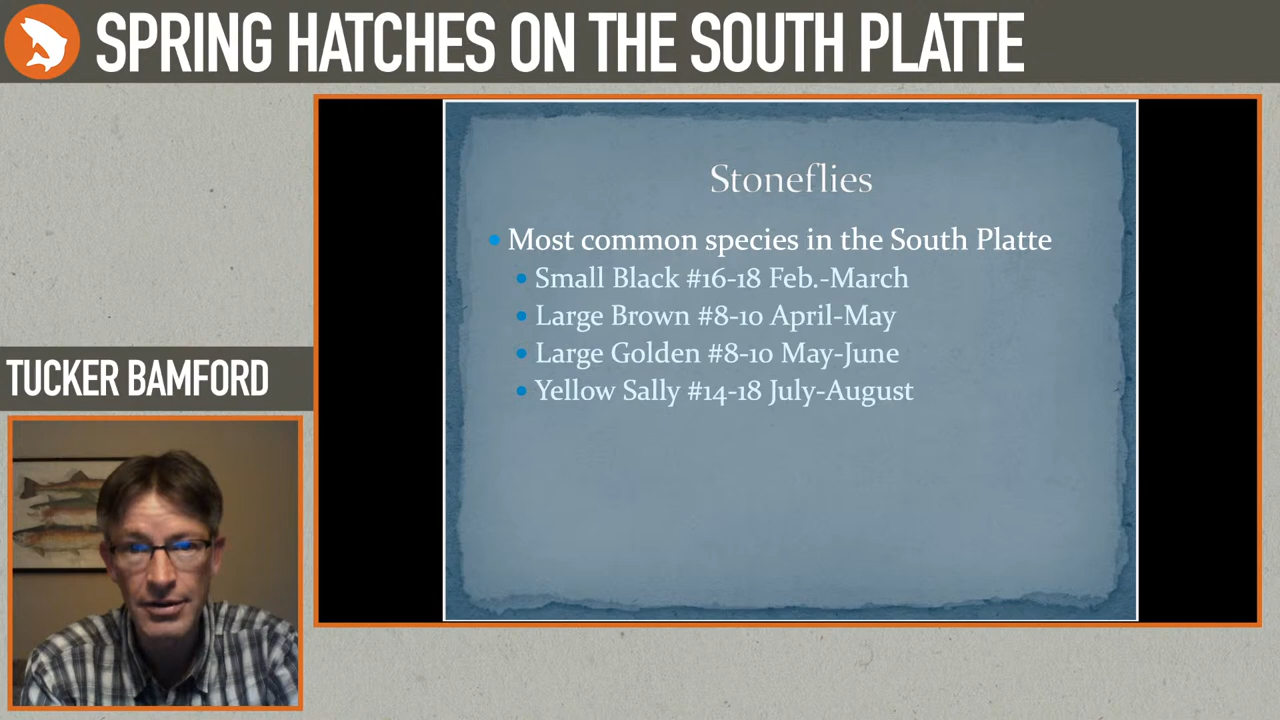 SPRING HATCHES ON THE SOUTH PLATTE
Stoneflies
Most common species in the South Platte
Small Black #16-18 Feb.-March
Large Brown #8-10 April-May
Large Golden #8-10 May-June
Yellow Sally #14-18 July-August
TUCKER BAMFORD